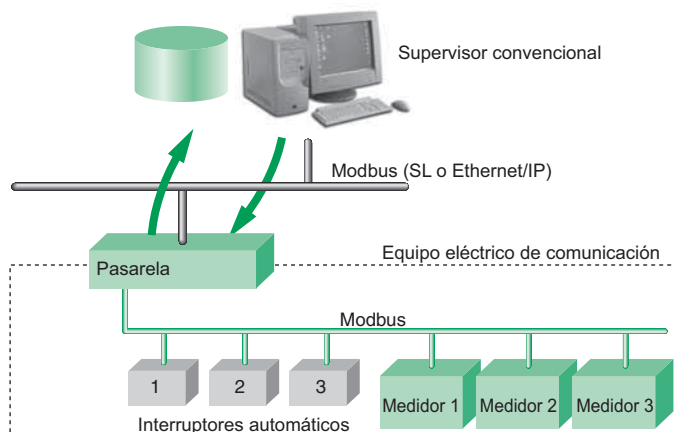 Supervisor convencional
Modbus (SL o Ethernet/IP)
Equipo eléctrico de comunicación
Pasarela
Modbus
1
2
3
Medidor 1
Medidor 2
Medidor 3
Interruptores automáticos